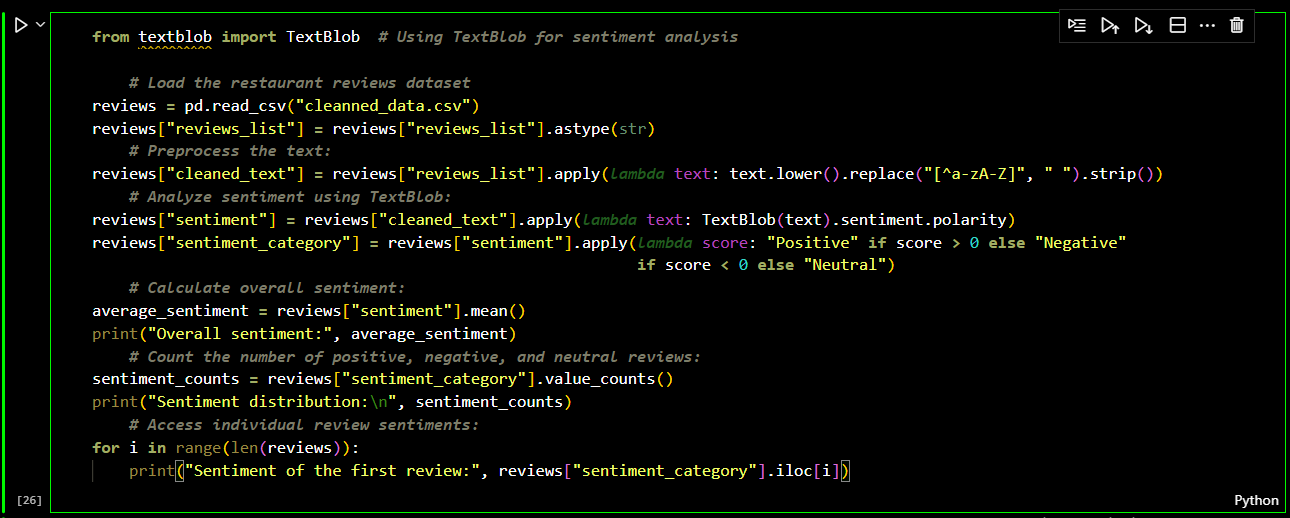 from textblob import TextBlob  # Using TextBlob for sentiment analysis
    # Load the restaurant reviews dataset
reviews = pd.read_csv("cleanned_data.csv")
reviews["reviews_list"] = reviews["reviews_list"].astype(str)
    # Preprocess the text:
reviews["cleaned_text"] = reviews["reviews_list"].apply(lambda text: text.lower().replace("[^a-zA-Z]", " ").strip())
    # Analyze sentiment using TextBlob:
reviews["sentiment"] = reviews["cleaned_text"].apply(lambda text: TextBlob(text).sentiment.polarity)
reviews["sentiment_category"] = reviews["sentiment"].apply(lambda score: "Positive" if score > 0 else "Negative"
                                                           if score < 0 else "Neutral")
    # Calculate overall sentiment:
average_sentiment = reviews["sentiment"].mean()
print("Overall sentiment:", average_sentiment)
    # Count the number of positive, negative, and neutral reviews:
sentiment_counts = reviews["sentiment_category"].value_counts()
print("Sentiment distribution:\n", sentiment_counts)
    # Access individual review sentiments:
for i in range(len(reviews)):
    print("Sentiment of the first review:", reviews["sentiment_category"].iloc[i])
[26]
Python